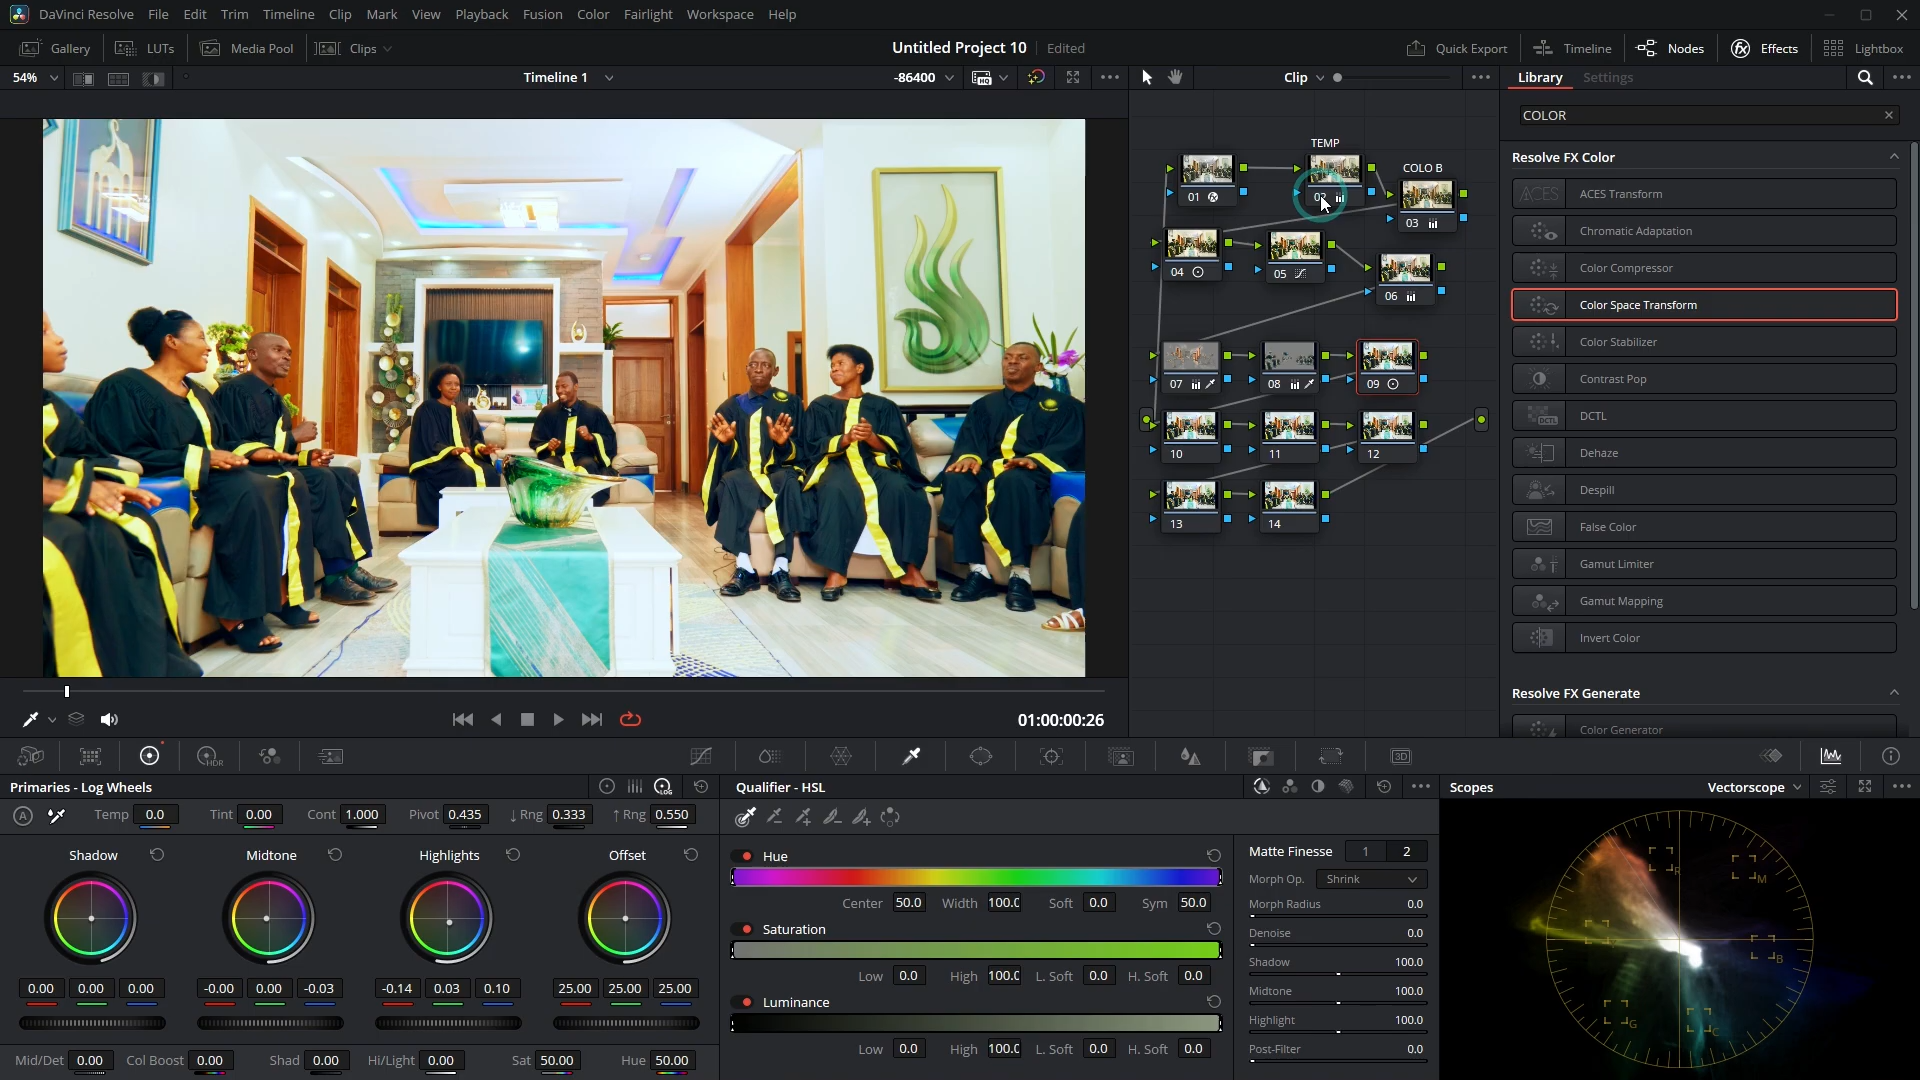 DaVinci Resolve File Edit Trim Timeline Clip Mark View Playback Fusion Color Fairlight Workspace Help
Gallery LUTs Media Pool Clips Untitled Project 10 Edited Quick Export Timeline Nodes Effects Lightbox
54% Timeline 1 -86400 HQ Clip Library Settings
COLOR
Resolve FX Color
ACES Transform
Chromatic Adaptation
Color Compressor
Color Space Transform
Color Stabilizer
Contrast Pop
DCTL
Dehaze
Despill
False Color
Gamut Limiter
Gamut Mapping
Invert Color
Resolve FX Generate
Color Generator
TEMP
COLO B
01 02 03
04 05 06
07 08 09
10 11 12
13 14
01:00:00:26
HDR 3D
Primaries - Log Wheels LOG
A Temp 0.0 Tint 0.00 Cont 1.000 Pivot 0.435 ↓ Rng 0.333 ↑ Rng 0.550
Shadow Midtone Highlights Offset
0.00 0.00 0.00 -0.00 0.00 -0.03 -0.14 0.03 0.10 25.00 25.00 25.00
Mid/Det 0.00 Col Boost 0.00 Shad 0.00 Hi/Light 0.00 Sat 50.00 Hue 50.00
Qualifier - HSL
Hue
Center 50.0 Width 100.0 Soft 0.0 Sym 50.0
Saturation
Low 0.0 High 100.0 L. Soft 0.0 H. Soft 0.0
Luminance
Low 0.0 High 100.0 L. Soft 0.0 H. Soft 0.0
Matte Finesse 1 2
Morph Op. Shrink
Morph Radius 0.0
Denoise 0.0
Shadow 100.0
Midtone 100.0
Highlight 100.0
Post-Filter 0.0
Scopes Vectorscope
R M
B
G C